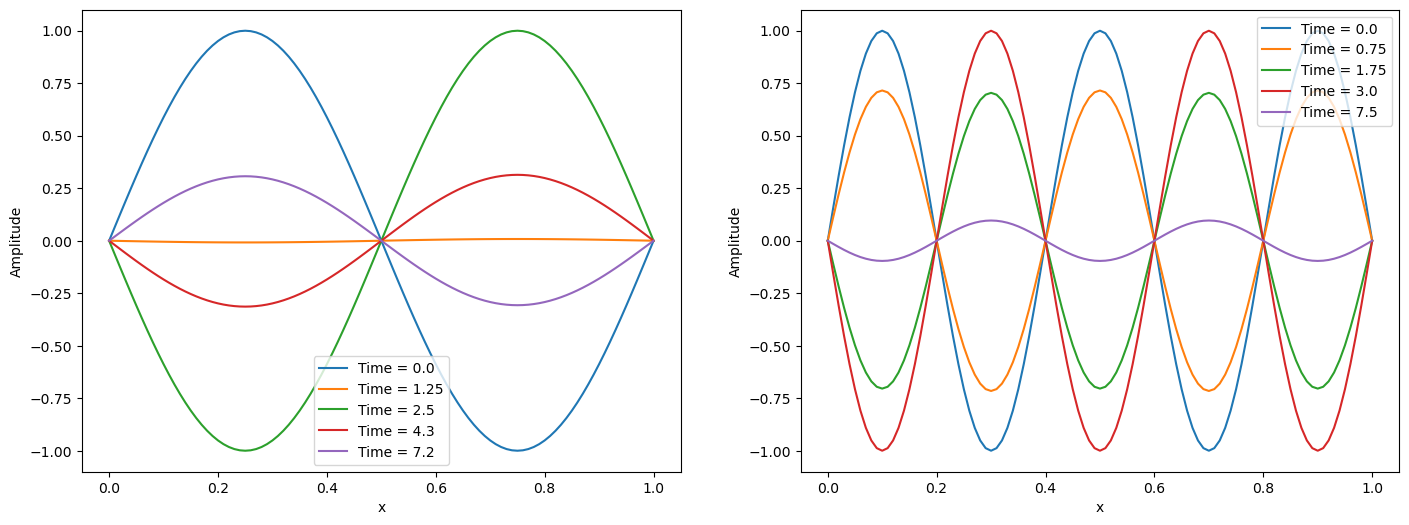 1.00
0.75
0.50
0.25
0.00
−0.25
−0.50
−0.75
−1.00
Amplitude
0.0
0.2
0.4
0.6
0.8
1.0
x
Time = 0.0
Time = 1.25
Time = 2.5
Time = 4.3
Time = 7.2
1.00
0.75
0.50
0.25
0.00
−0.25
−0.50
−0.75
−1.00
Amplitude
0.0
0.2
0.4
0.6
0.8
1.0
x
Time = 0.0
Time = 0.75
Time = 1.75
Time = 3.0
Time = 7.5